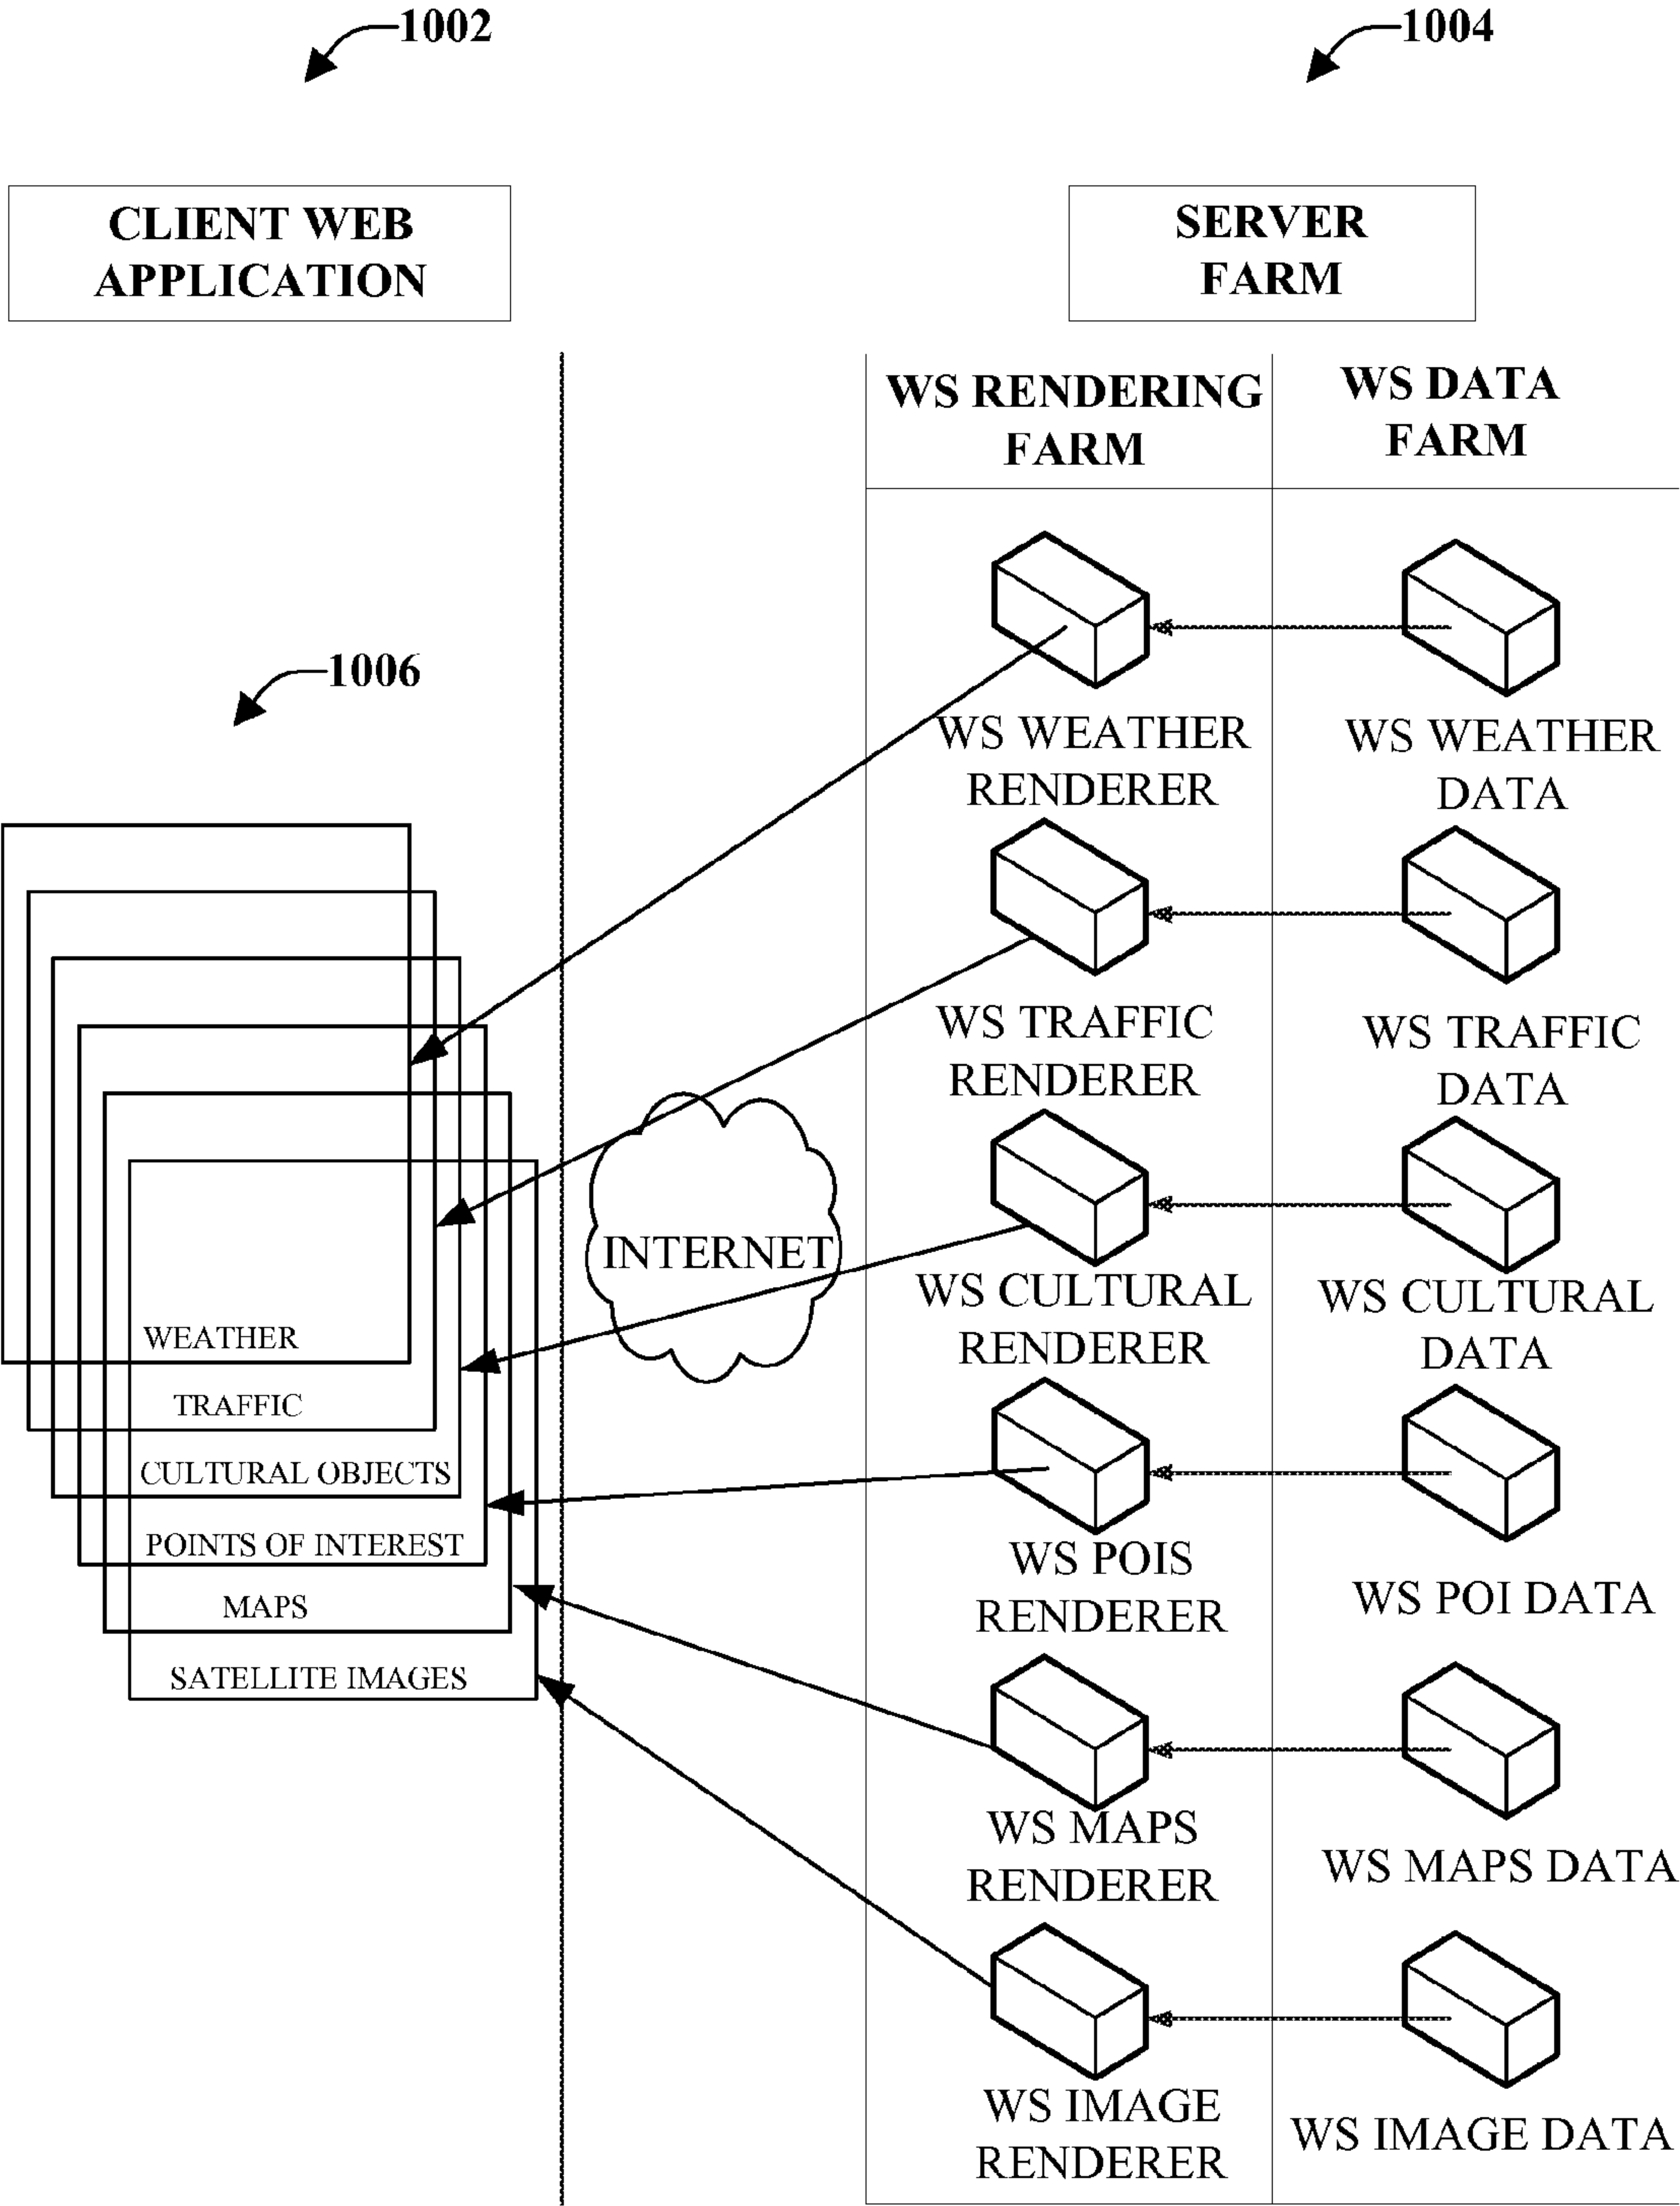 1002
1004
CLIENT WEB
APPLICATION
SERVER
FARM
WS RENDERING
FARM
WS DATA
FARM
1006
WS WEATHER
RENDERER
WS WEATHER
DATA
WS TRAFFIC
RENDERER
WS TRAFFIC
DATA
INTERNET
WS CULTURAL
RENDERER
WS CULTURAL
DATA
WEATHER
TRAFFIC
CULTURAL OBJECTS
POINTS OF INTEREST
MAPS
SATELLITE IMAGES
WS POIS
RENDERER
WS POI DATA
WS MAPS
RENDERER
WS MAPS DATA
WS IMAGE
RENDERER
WS IMAGE DATA